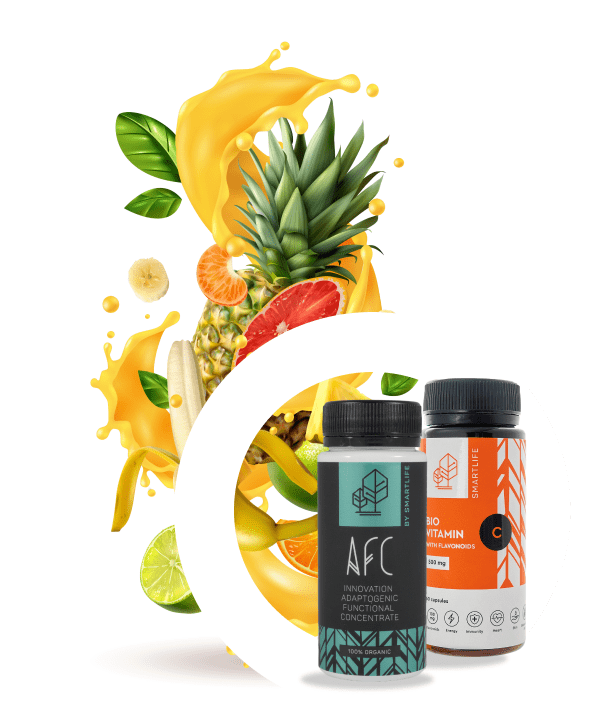 BY SMARTLIFE
AFC
INNOVATION
ADAPTOGENIC
FUNCTIONAL
CONCENTRATE
100% ORGANIC
SMARTLIFE
BIO
VITAMIN
C
WITH FLAVONOIDS
300 mg
capsules
Energy
Immunity
Heart